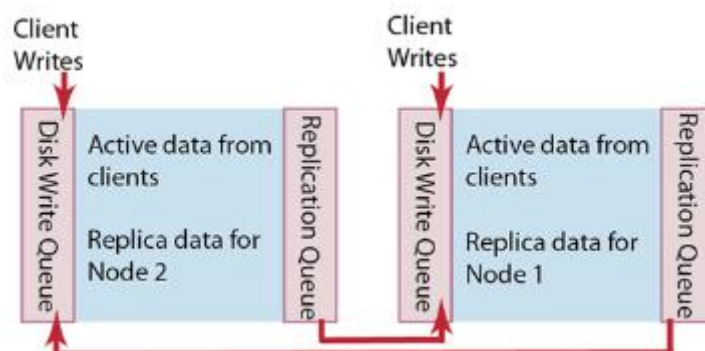 Client
Writes
Disk Write Queue
Active data from
clients
Replica data for
Node 2
Replication Queue
Client
Writes
Disk Write Queue
Active data from
clients
Replica data for
Node 1
Replication Queue